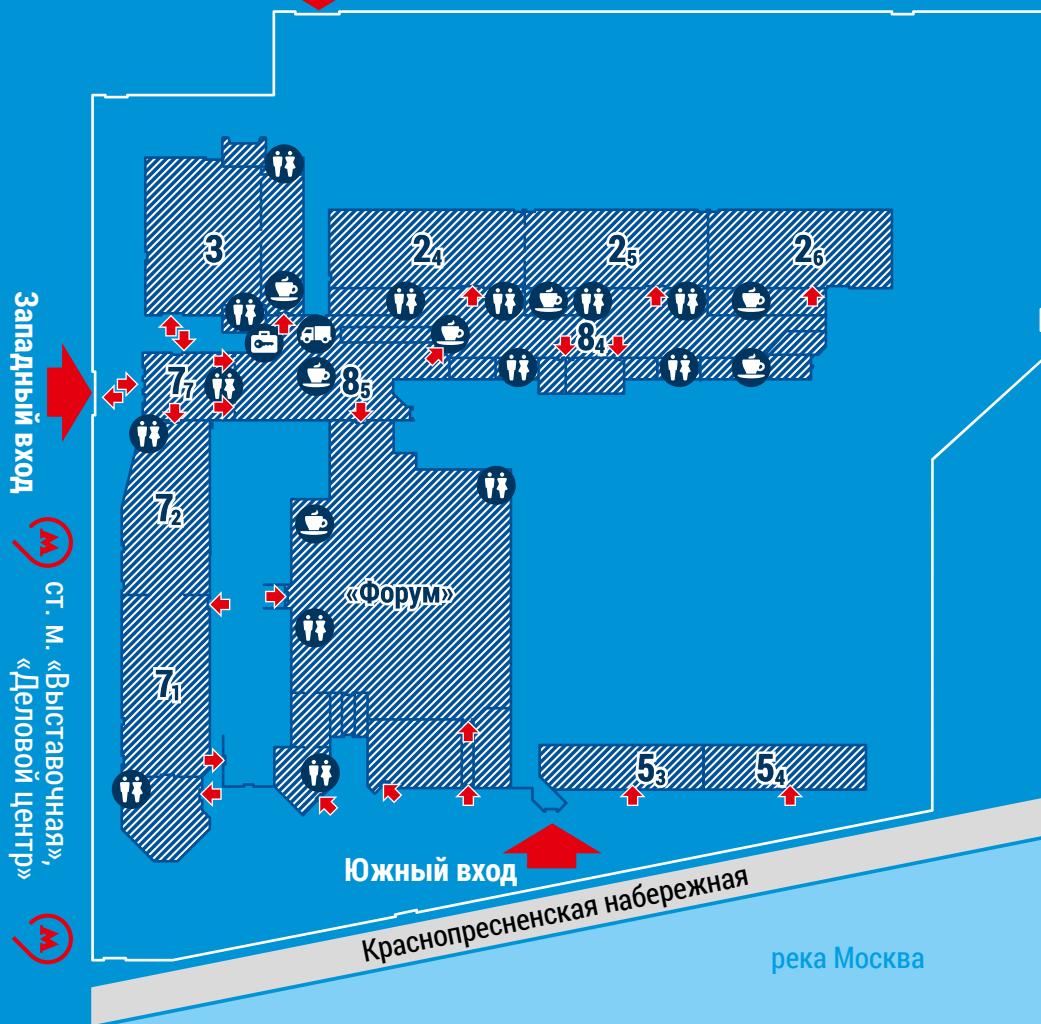 3
2₄
2₅
2₆
8₄
7₇
8₅
Западный вход
7₂
«Форум»
7₁
ст. м. «Выставочная»,
«Деловой центр»
5₃
5₄
Южный вход
Краснопресненская набережная
река Москва